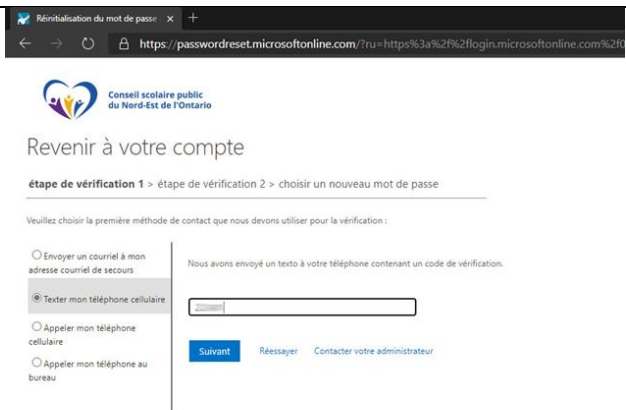 Réinitialisation du mot de passe
https://passwordreset.microsoftonline.com/?ru=https%3a%2f%2flogin.microsoftonline.com%2f0
Conseil scolaire public
du Nord-Est de l'Ontario
Revenir à votre compte
étape de vérification 1 > étape de vérification 2 > choisir un nouveau mot de passe
Veuillez choisir la première méthode de contact que nous devons utiliser pour la vérification :
Envoyer un courriel à mon
adresse courriel de secours
Texter mon téléphone cellulaire
Appeler mon téléphone
cellulaire
Appeler mon téléphone au
bureau
Nous avons envoyé un texto à votre téléphone contenant un code de vérification.
Suivant Réessayer Contacter votre administrateur